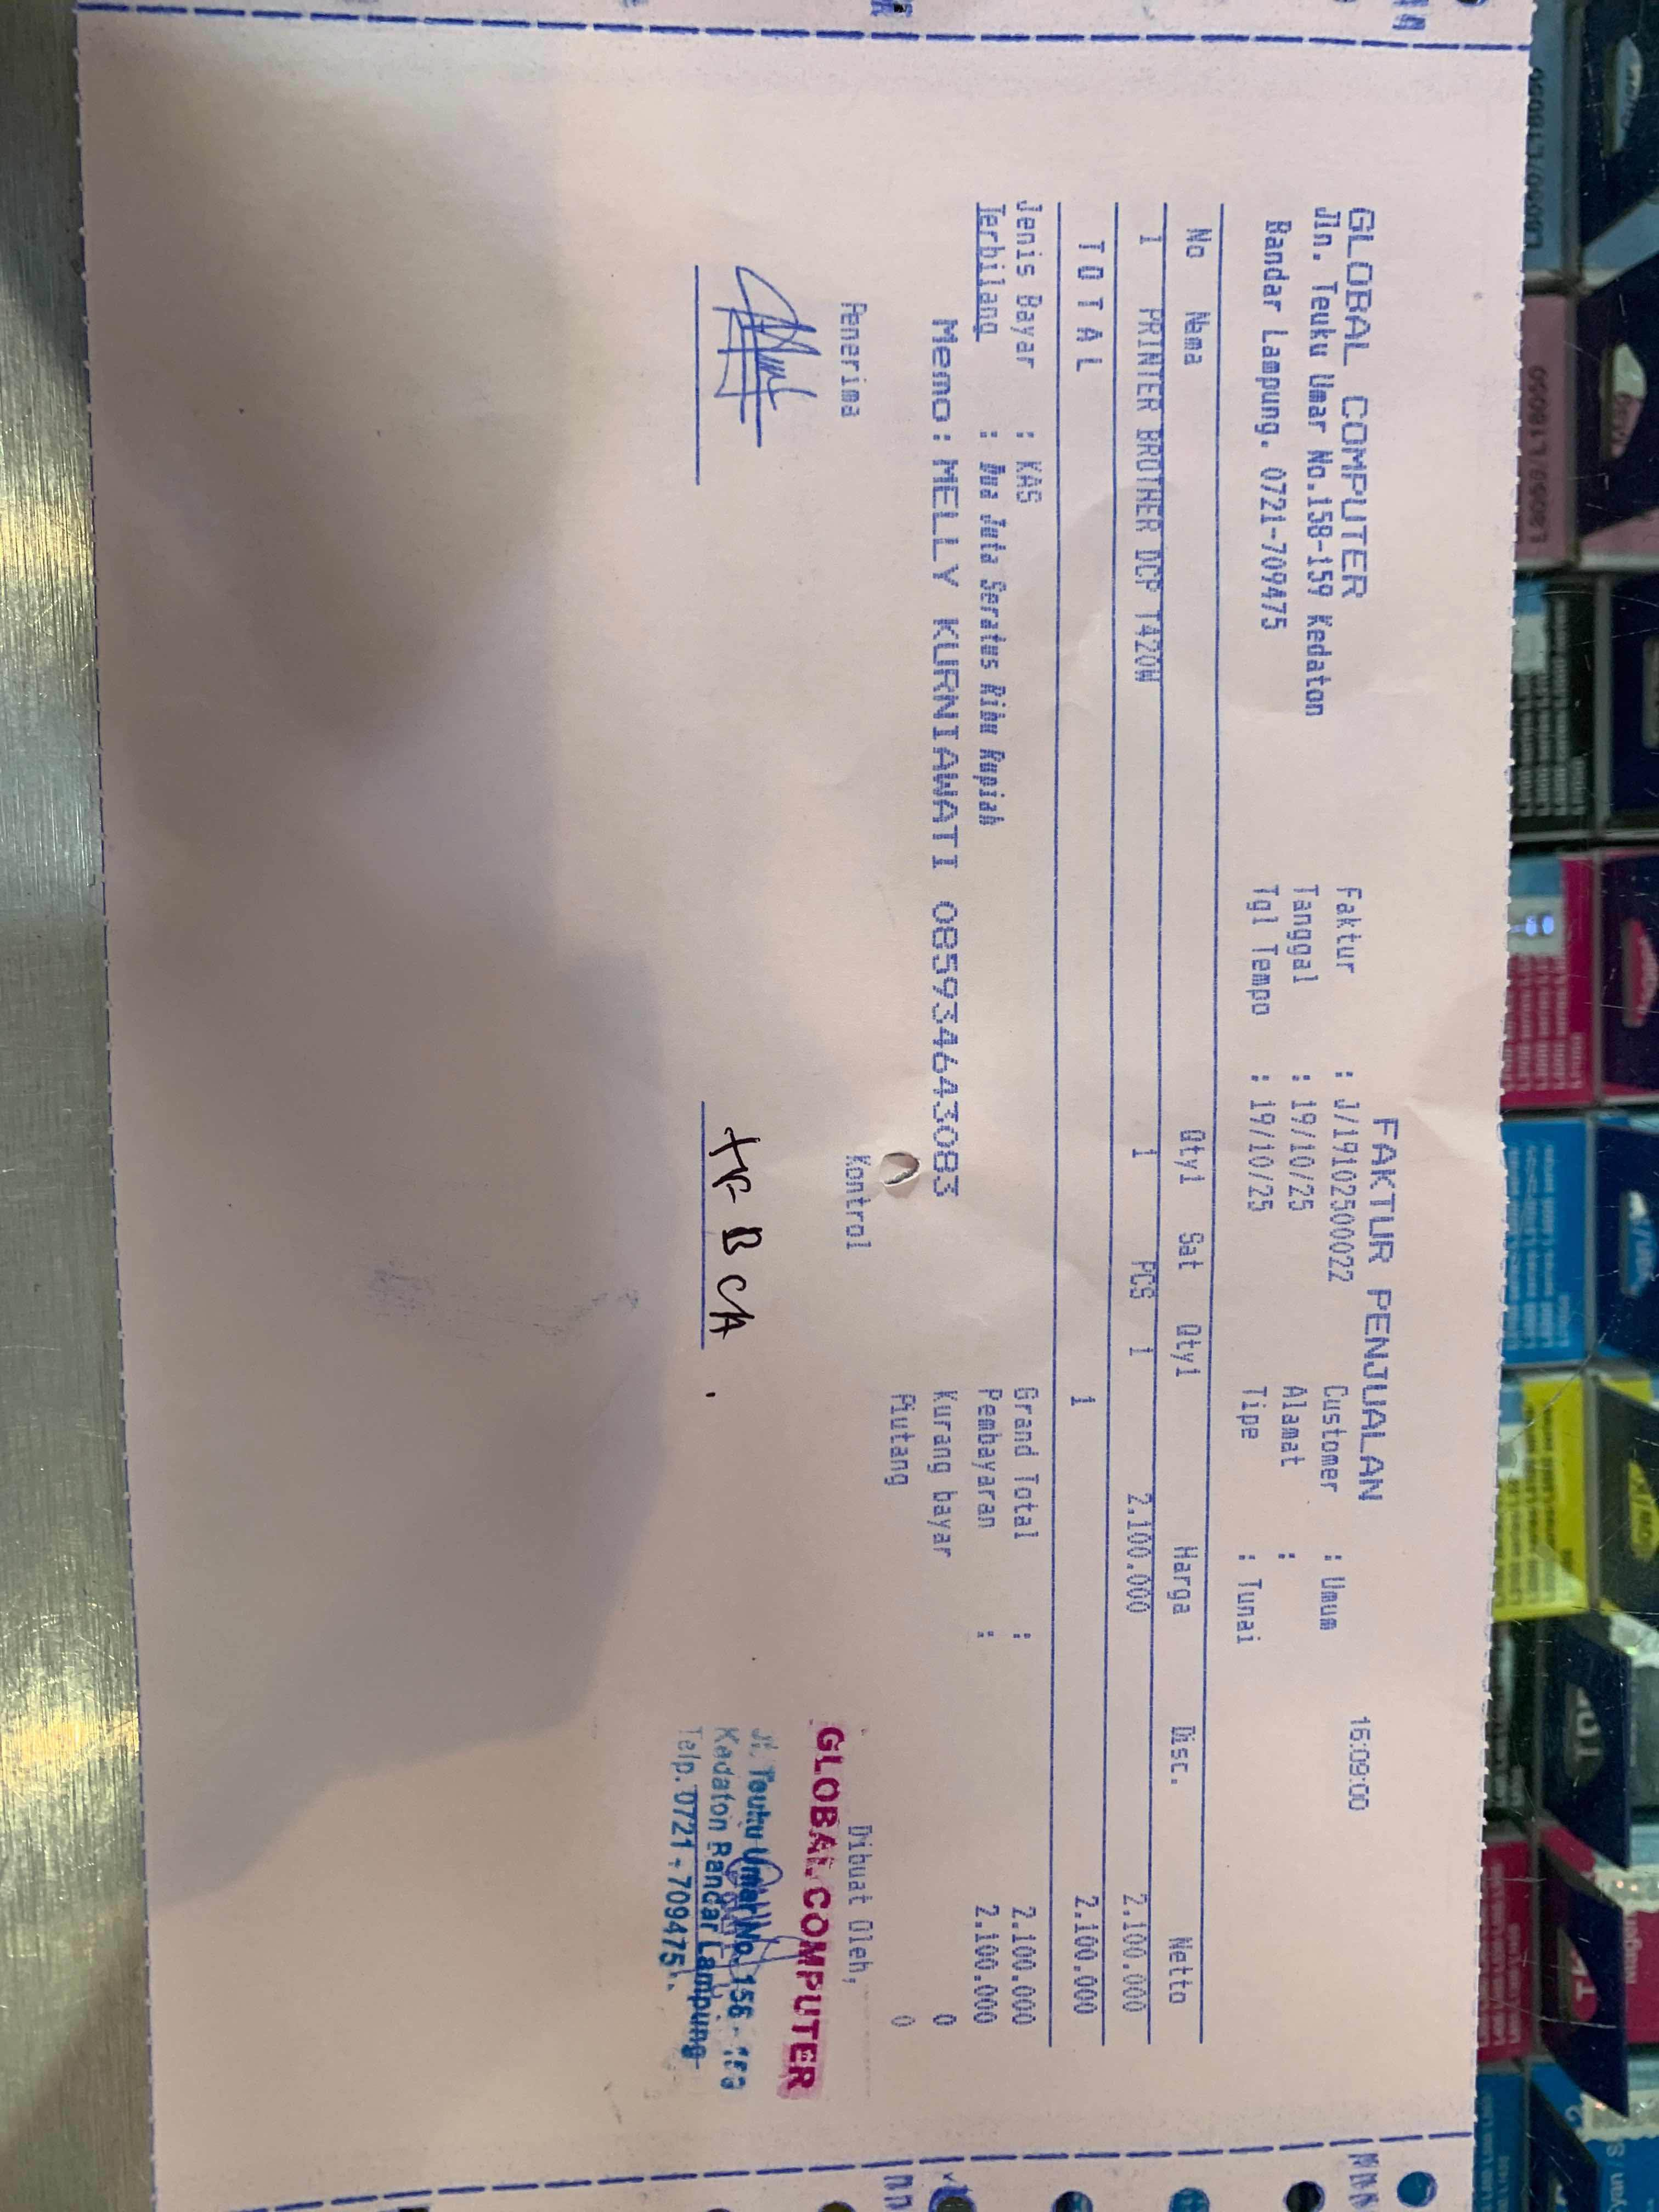 GLOBAL COMPUTER
Jln. Teuku Umar No.158-159 Kedaton
Bandar Lampung. 0721-709475
FAKTUR PENJUALAN 16:09:00
Faktur : J/19102500022
Tanggal : 19/10/25
Tgl Tempo : 19/10/25
Customer : Umum
Alamat :
Tipe : Tunai
No Nama Qty1 Sat Qty1 Harga Disc. Netto
1 PRINTER BROTHER DCP T420W 1 PCS 1 2.100.000 2.100.000
T O T A L 1 2.100.000
Jenis Bayar : KAS
Terbilang : Dua Juta Seratus Ribu Rupiah
Memo: MELLY KURNIAWATI 085934643083
Grand Total : 2.100.000
Pembayaran : 2.100.000
Kurang bayar 0
Piutang 0
Penerima Kontrol Dibuat Oleh,
tf BCA.
GLOBAL COMPUTER
Jl. Teuku Umar No.
Kedaton Bandar Lampung
Telp. 0721 - 709475